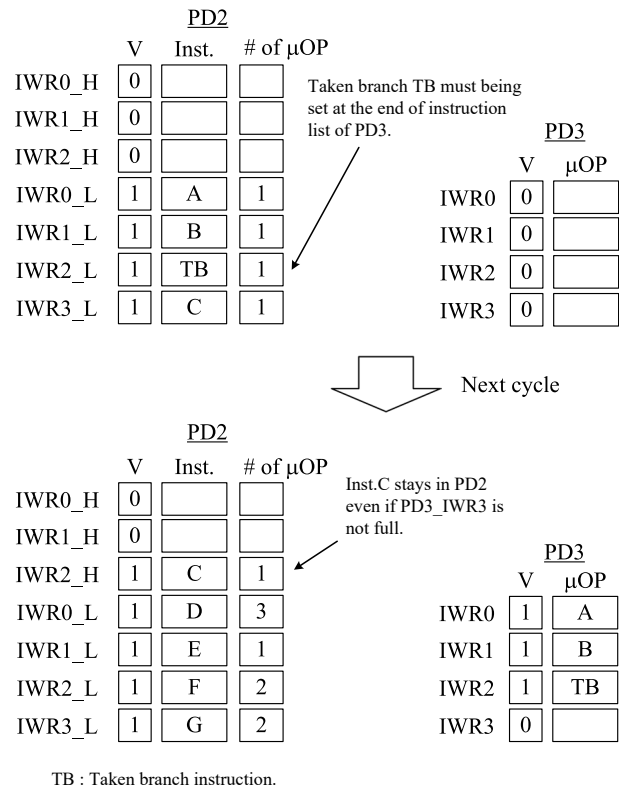 PD2
V Inst. # of μOP
IWR0_H 0
IWR1_H 0
IWR2_H 0
IWR0_L 1 A 1
IWR1_L 1 B 1
IWR2_L 1 TB 1
IWR3_L 1 C 1
Taken branch TB must being
set at the end of instruction
list of PD3.
PD3
V μOP
IWR0 0
IWR1 0
IWR2 0
IWR3 0
Next cycle
PD2
V Inst. # of μOP
IWR0_H 0
IWR1_H 0
IWR2_H 1 C 1
IWR0_L 1 D 3
IWR1_L 1 E 1
IWR2_L 1 F 2
IWR3_L 1 G 2
Inst.C stays in PD2
even if PD3_IWR3 is
not full.
PD3
V μOP
IWR0 1 A
IWR1 1 B
IWR2 1 TB
IWR3 0
TB : Taken branch instruction.